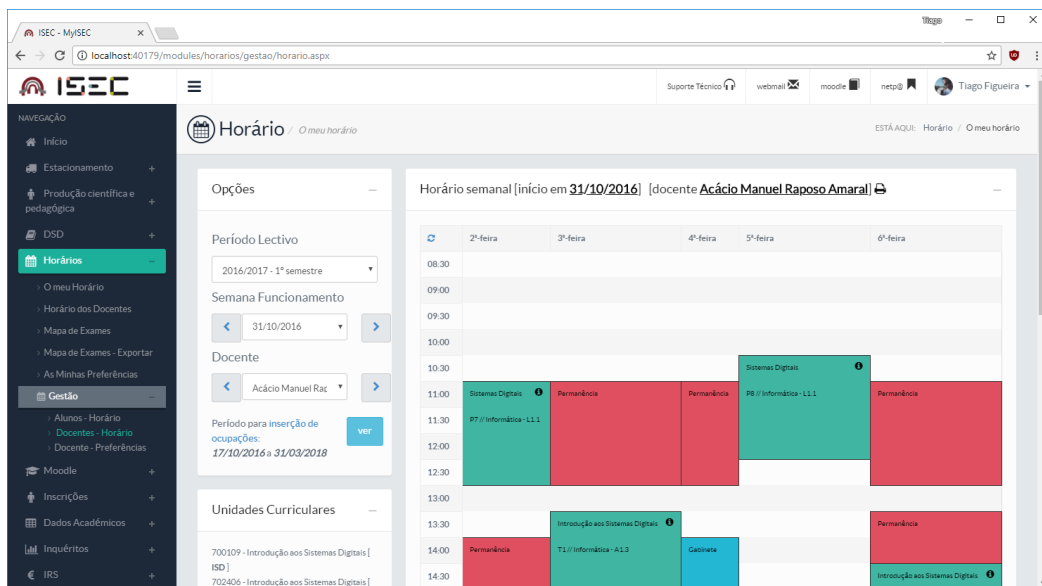 Tiago
ISEC - MyISEC
localhost:40179/modules/horarios/gestao/horario.aspx
ISEC
Suporte Técnico
webmail
moodle
netp@
Tiago Figueira
NAVEGAÇÃO
Início
Estacionamento +
Produção científica e pedagógica +
DSD +
Horários −
O meu Horário
Horário dos Docentes
Mapa de Exames
Mapa de Exames - Exportar
As Minhas Preferências
Gestão −
Alunos - Horário
Docentes - Horário
Docente - Preferências
Moodle +
Inscrições +
Dados Académicos +
Inquéritos +
IRS +
Horário / O meu horário
ESTÁ AQUI: Horário / O meu horário
Opções
Período Lectivo
2016/2017 - 1º semestre
Semana Funcionamento
31/10/2016
Docente
Acácio Manuel Rap
Período para inserção de
ocupações:
17/10/2016 a 31/03/2018
ver
Unidades Curriculares
700109 - Introdução aos Sistemas Digitais [
ISD ]
702406 - Introdução aos Sistemas Digitais [
Horário semanal [início em 31/10/2016] [docente Acácio Manuel Raposo Amaral]
2ª-feira 3ª-feira 4ª-feira 5ª-feira 6ª-feira
08:30
09:00
09:30
10:00
10:30
Sistemas Digitais
11:00
Sistemas Digitais
Permanência
Permanência
P8 // Informática - L1.1
Permanência
11:30
P7 // Informática - L1.1
12:00
12:30
13:00
13:30
Introdução aos Sistemas Digitais
Permanência
14:00
Permanência
T1 // Informática - A1.3
Gabinete
14:30
Introdução aos Sistemas Digitais